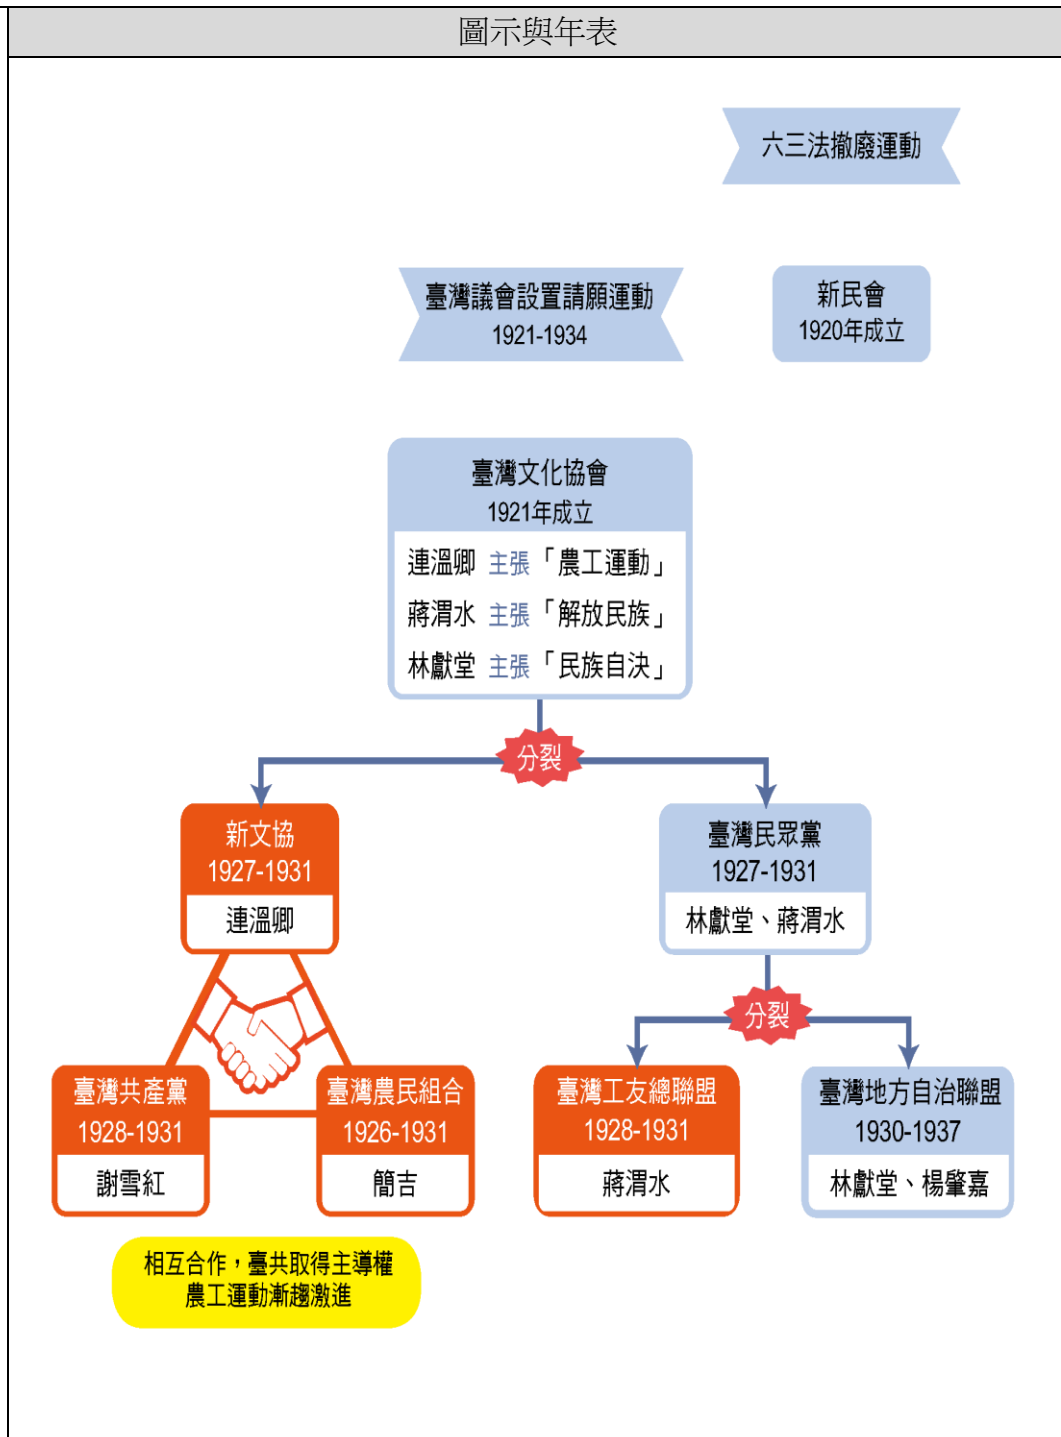 圖示與年表
六三法撤廢運動
臺灣議會設置請願運動
1921-1934
新民會
1920年成立
臺灣文化協會
1921年成立
連溫卿 主張「農工運動」
蔣渭水 主張「解放民族」
林獻堂 主張「民族自決」
分裂
新文協
1927-1931
連溫卿
臺灣民眾黨
1927-1931
林獻堂、蔣渭水
分裂
臺灣共產黨
1928-1931
謝雪紅
臺灣農民組合
1926-1931
簡吉
臺灣工友總聯盟
1928-1931
蔣渭水
臺灣地方自治聯盟
1930-1937
林獻堂、楊肇嘉
相互合作，臺共取得主導權
農工運動漸趨激進